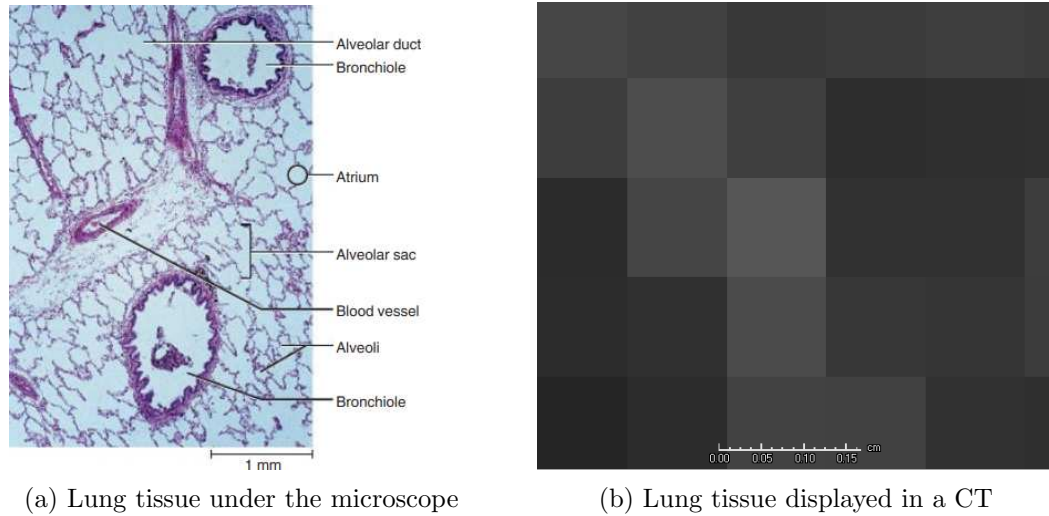 Alveolar duct
Bronchiole
Atrium
Alveolar sac
Blood vessel
Alveoli
Bronchiole
1 mm
cm
0.00 0.05 0.10 0.15
(a) Lung tissue under the microscope
(b) Lung tissue displayed in a CT